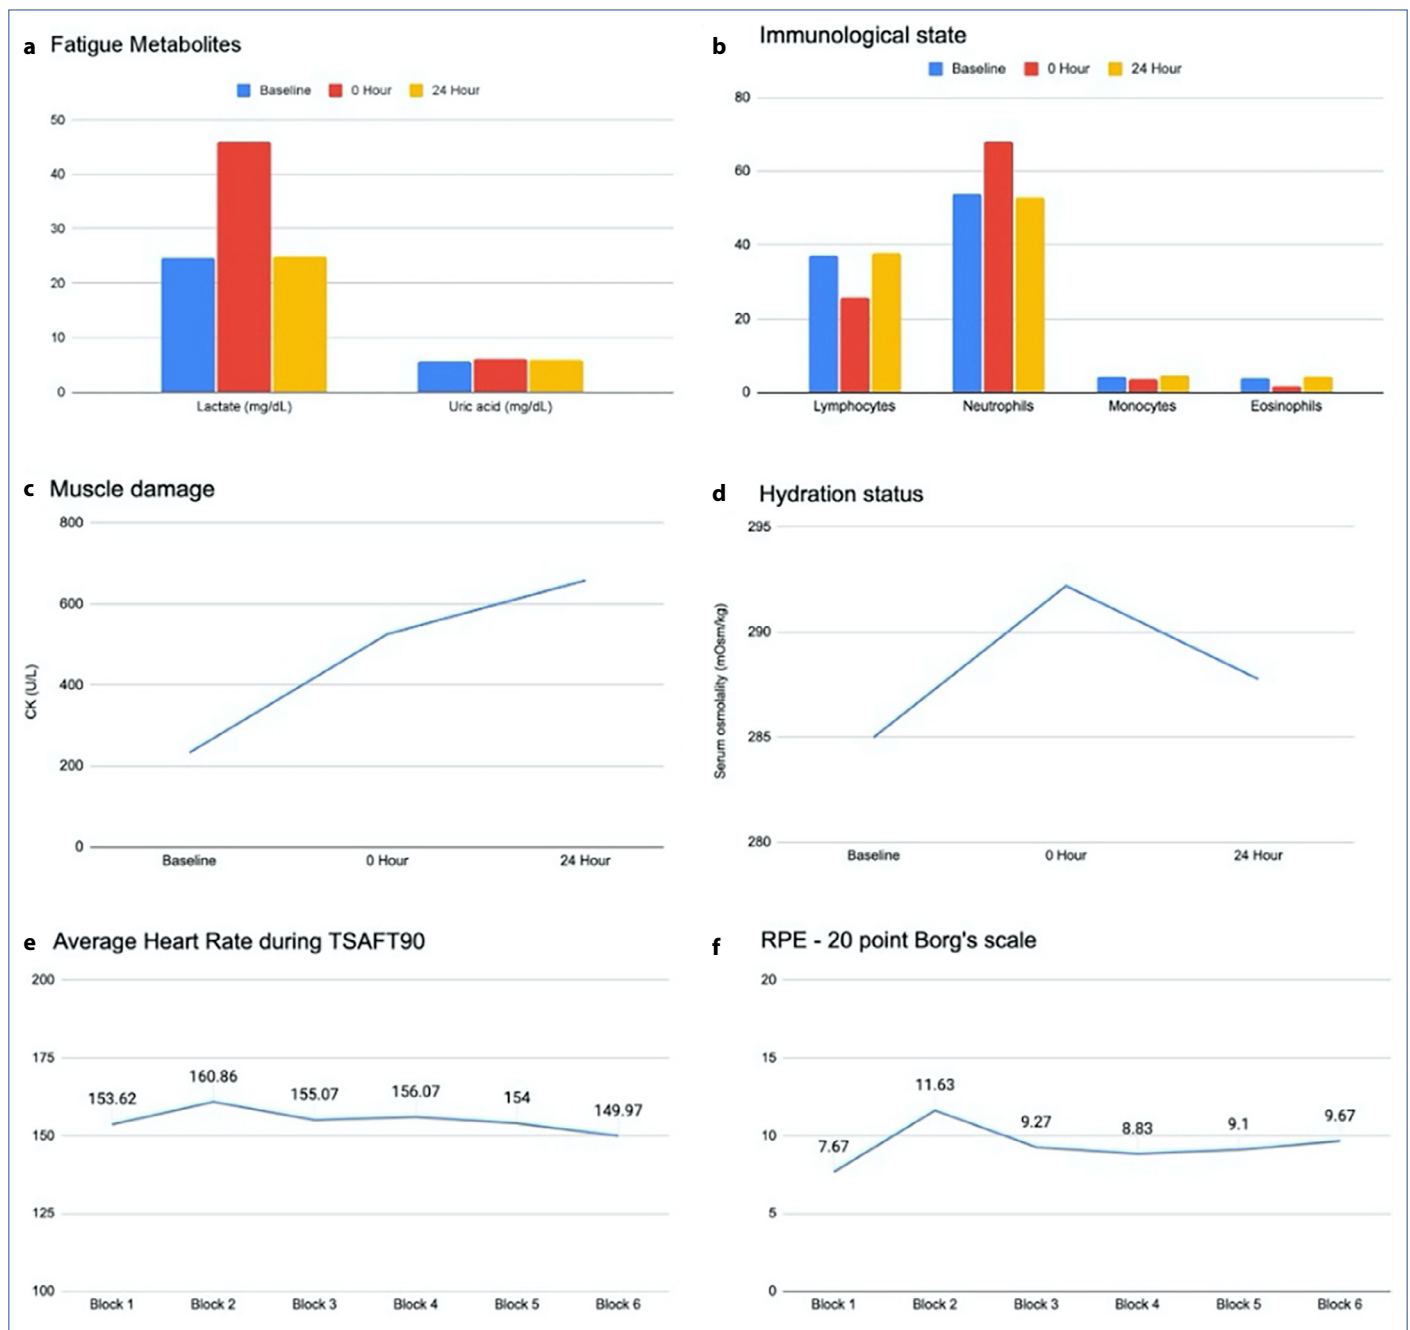 a Fatigue Metabolites
Baseline 0 Hour 24 Hour
50
40
30
20
10
0
Lactate (mg/dL) Uric acid (mg/dL)
b Immunological state
Baseline 0 Hour 24 Hour
80
60
40
20
0
Lymphocytes Neutrophils Monocytes Eosinophils
c Muscle damage
CK (U/L)
800
600
400
200
0
Baseline 0 Hour 24 Hour
d Hydration status
Serum osmolality (mOsm/kg)
295
290
285
280
Baseline 0 Hour 24 Hour
e Average Heart Rate during TSAFT90
200
175
150
125
100
153.62 160.86 155.07 156.07 154 149.97
Block 1 Block 2 Block 3 Block 4 Block 5 Block 6
f RPE - 20 point Borg's scale
20
15
10
5
0
7.67 11.63 9.27 8.83 9.1 9.67
Block 1 Block 2 Block 3 Block 4 Block 5 Block 6